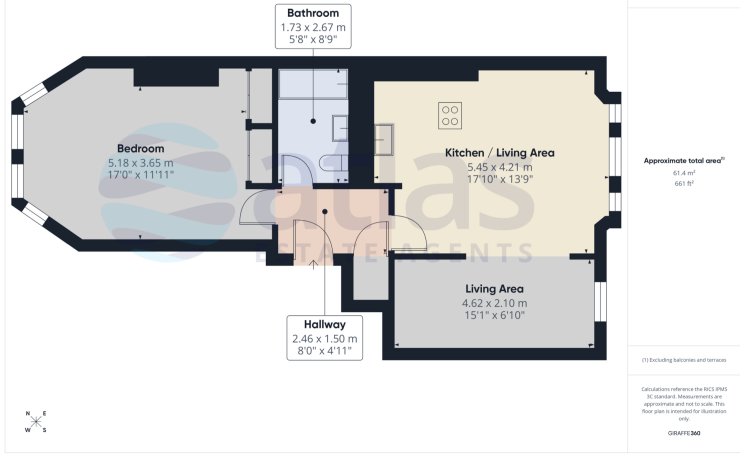 Bathroom
1.73 x 2.67 m
5'8" x 8'9"
Bedroom
5.18 x 3.65 m
17'0" x 11'11"
Kitchen / Living Area
5.45 x 4.21 m
17'10" x 13'9"
atlas
ESTATE AGENTS
Living Area
4.62 x 2.10 m
15'1" x 6'10"
Hallway
2.46 x 1.50 m
8'0" x 4'11"
N E
W S
Approximate total area(1)
61.4 m²
661 ft²
(1) Excluding balconies and terraces
Calculations reference the RICS IPMS
3C standard. Measurements are
approximate and not to scale. This
floor plan is intended for illustration
only.
GIRAFFE360